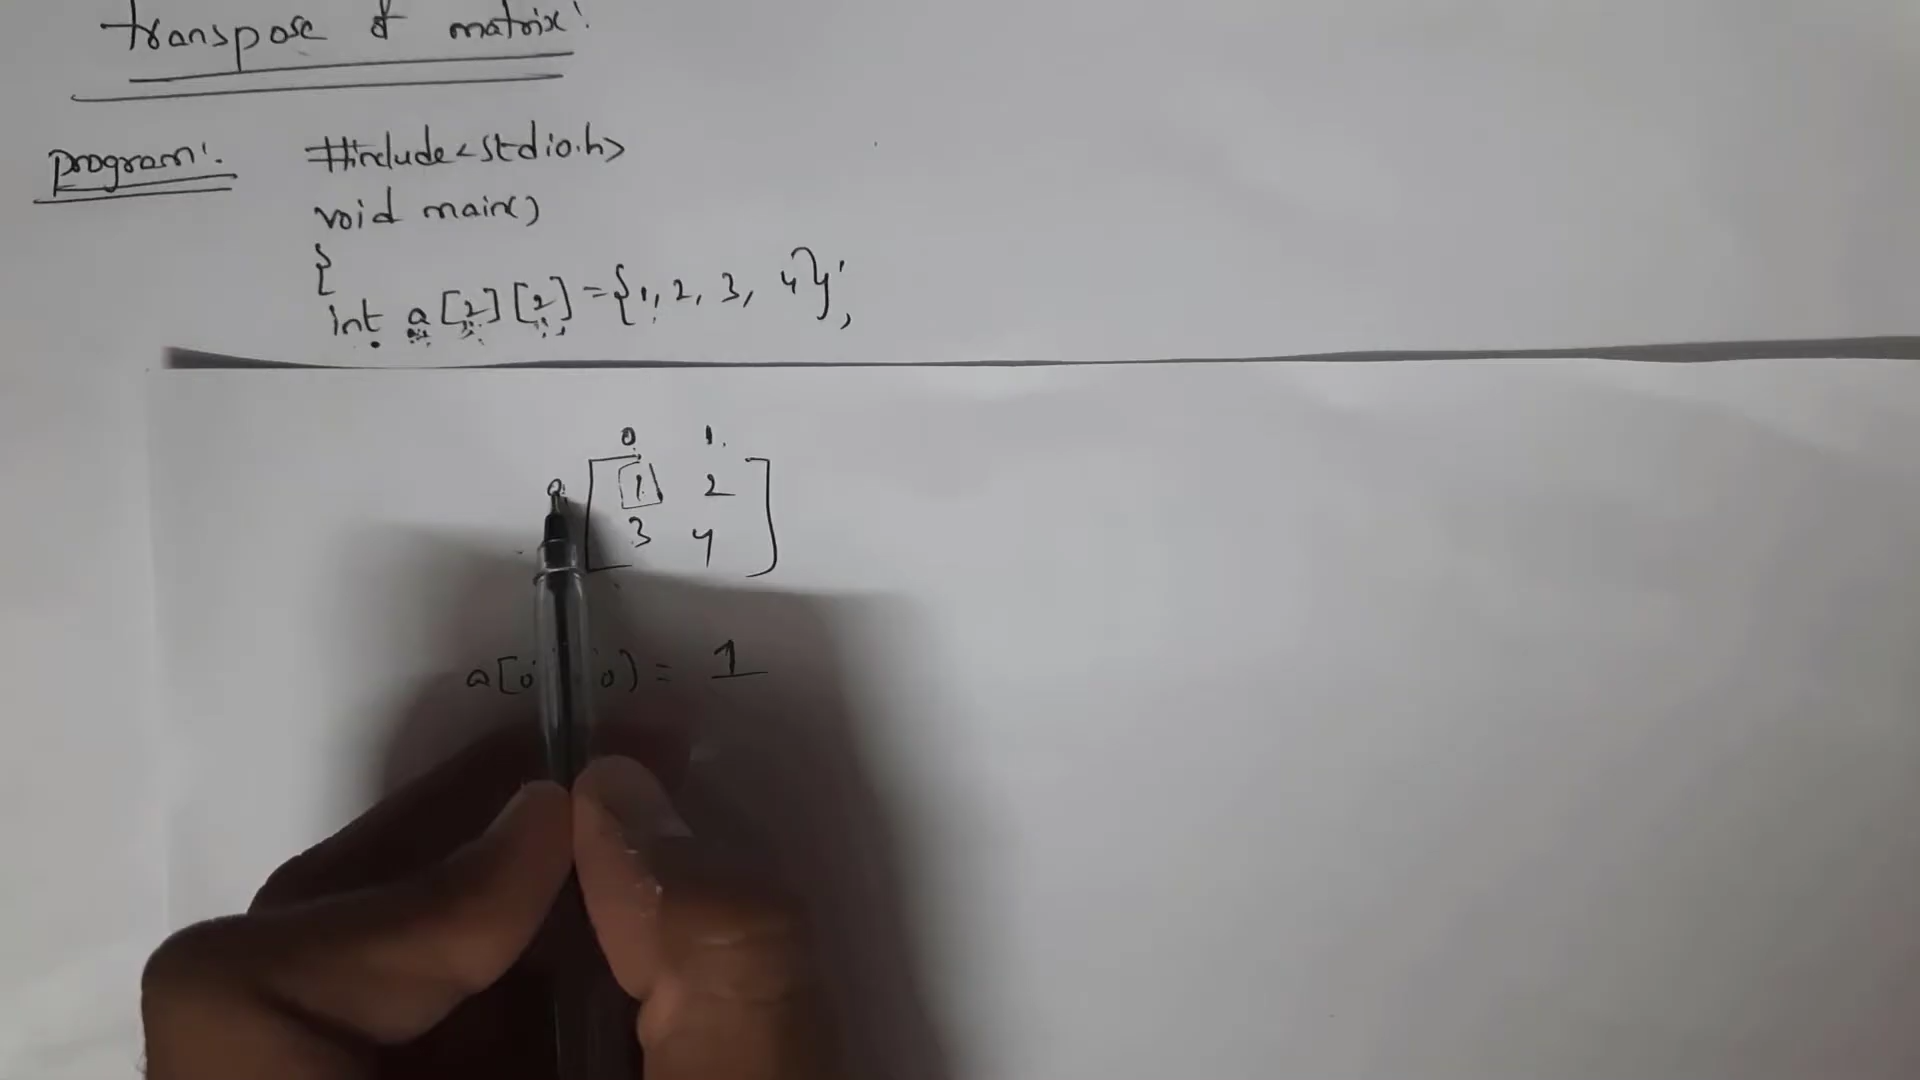 transpose of matrix:
program:
#include<stdio.h>
void main()
{
int a[2][2]={1, 2, 3, 4};
0 1
0 1 2
3 4
a[0 0]= 1